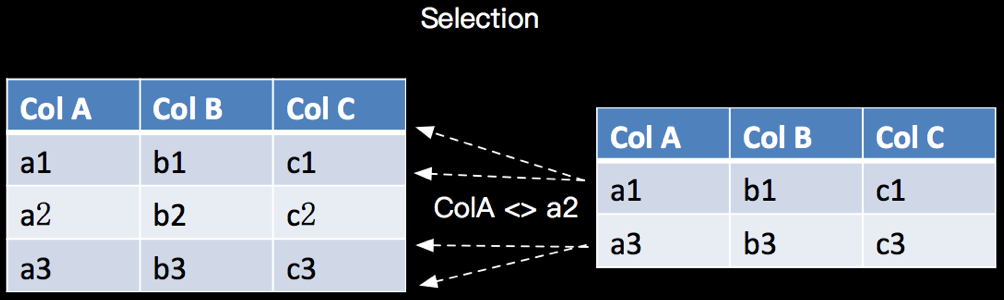 Selection
Col A Col B Col C
a1 b1 c1
a2 b2 c2
a3 b3 c3
ColA <> a2
Col A Col B Col C
a1 b1 c1
a3 b3 c3